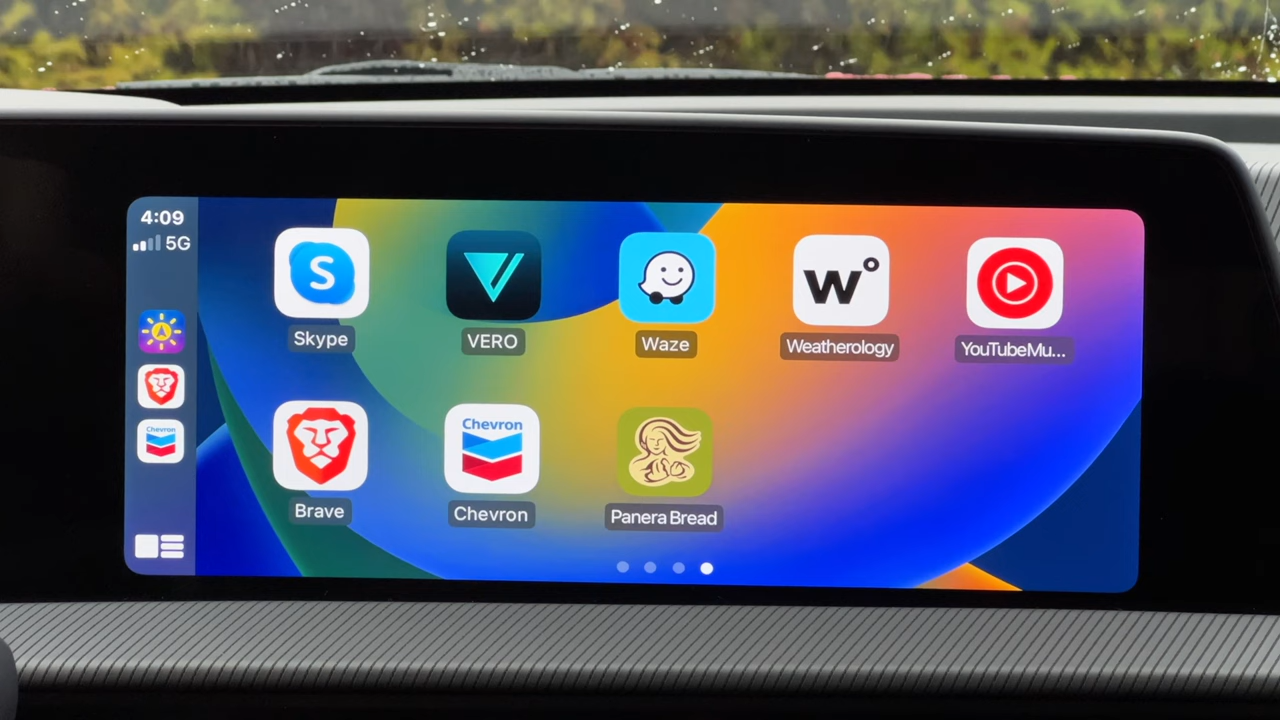 4:09
5G
Chevron
S
Skype
VERO
Waze
w°
Weatherology
YouTubeMu...
Brave
Chevron
Chevron
Panera Bread